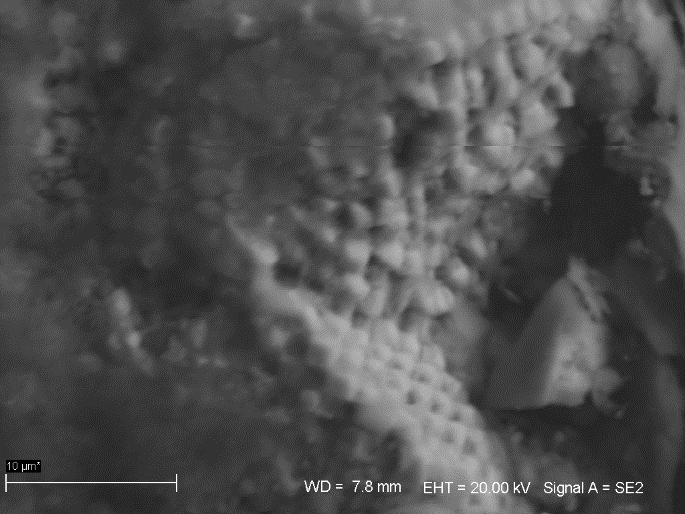 10 µm*
WD = 7.8 mm EHT = 20.00 kV Signal A = SE2